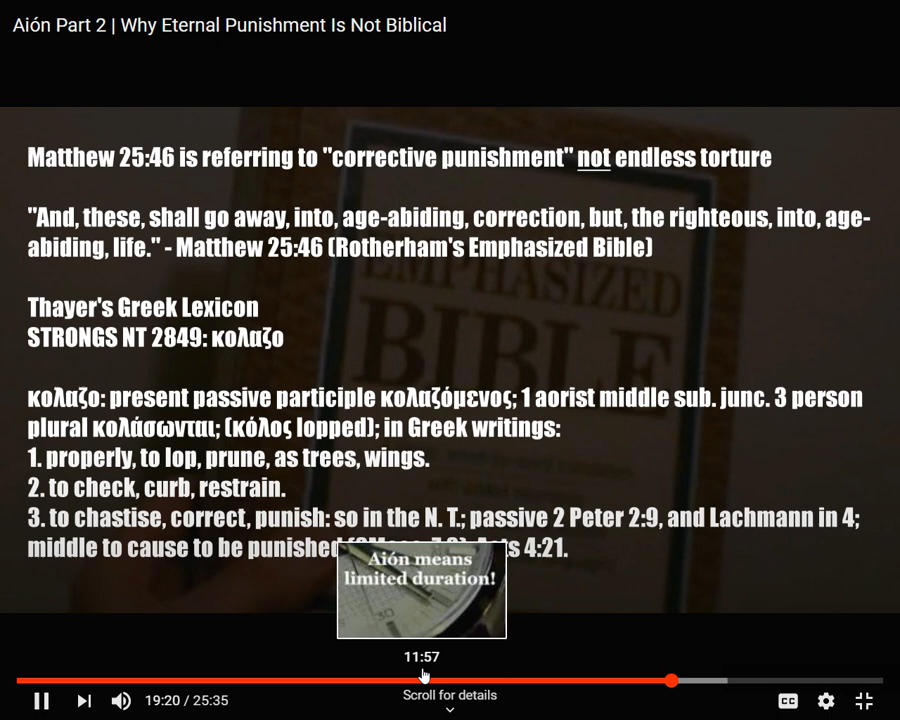 Aión Part 2 | Why Eternal Punishment Is Not Biblical
Matthew 25:46 is referring to "corrective punishment" not endless torture
"And, these, shall go away, into, age-abiding, correction, but, the righteous, into, age-
abiding, life." - Matthew 25:46 (Rotherham's Emphasized Bible)
Thayer's Greek Lexicon
STRONGS NT 2849: κολαζο
κολαζο: present passive participle κολαζόμενος; 1 aorist middle sub. junc. 3 person
plural κολάσωνται; (κόλος lopped); in Greek writings:
1. properly, to lop, prune, as trees, wings.
2. to check, curb, restrain.
3. to chastise, correct, punish: so in the N. T.; passive 2 Peter 2:9, and Lachmann in 4;
middle to cause to be punished 4:21.
EMPHASIZED
BIBLE
Aión means
limited duration!
11:57
19:20 / 25:35
Scroll for details
CC